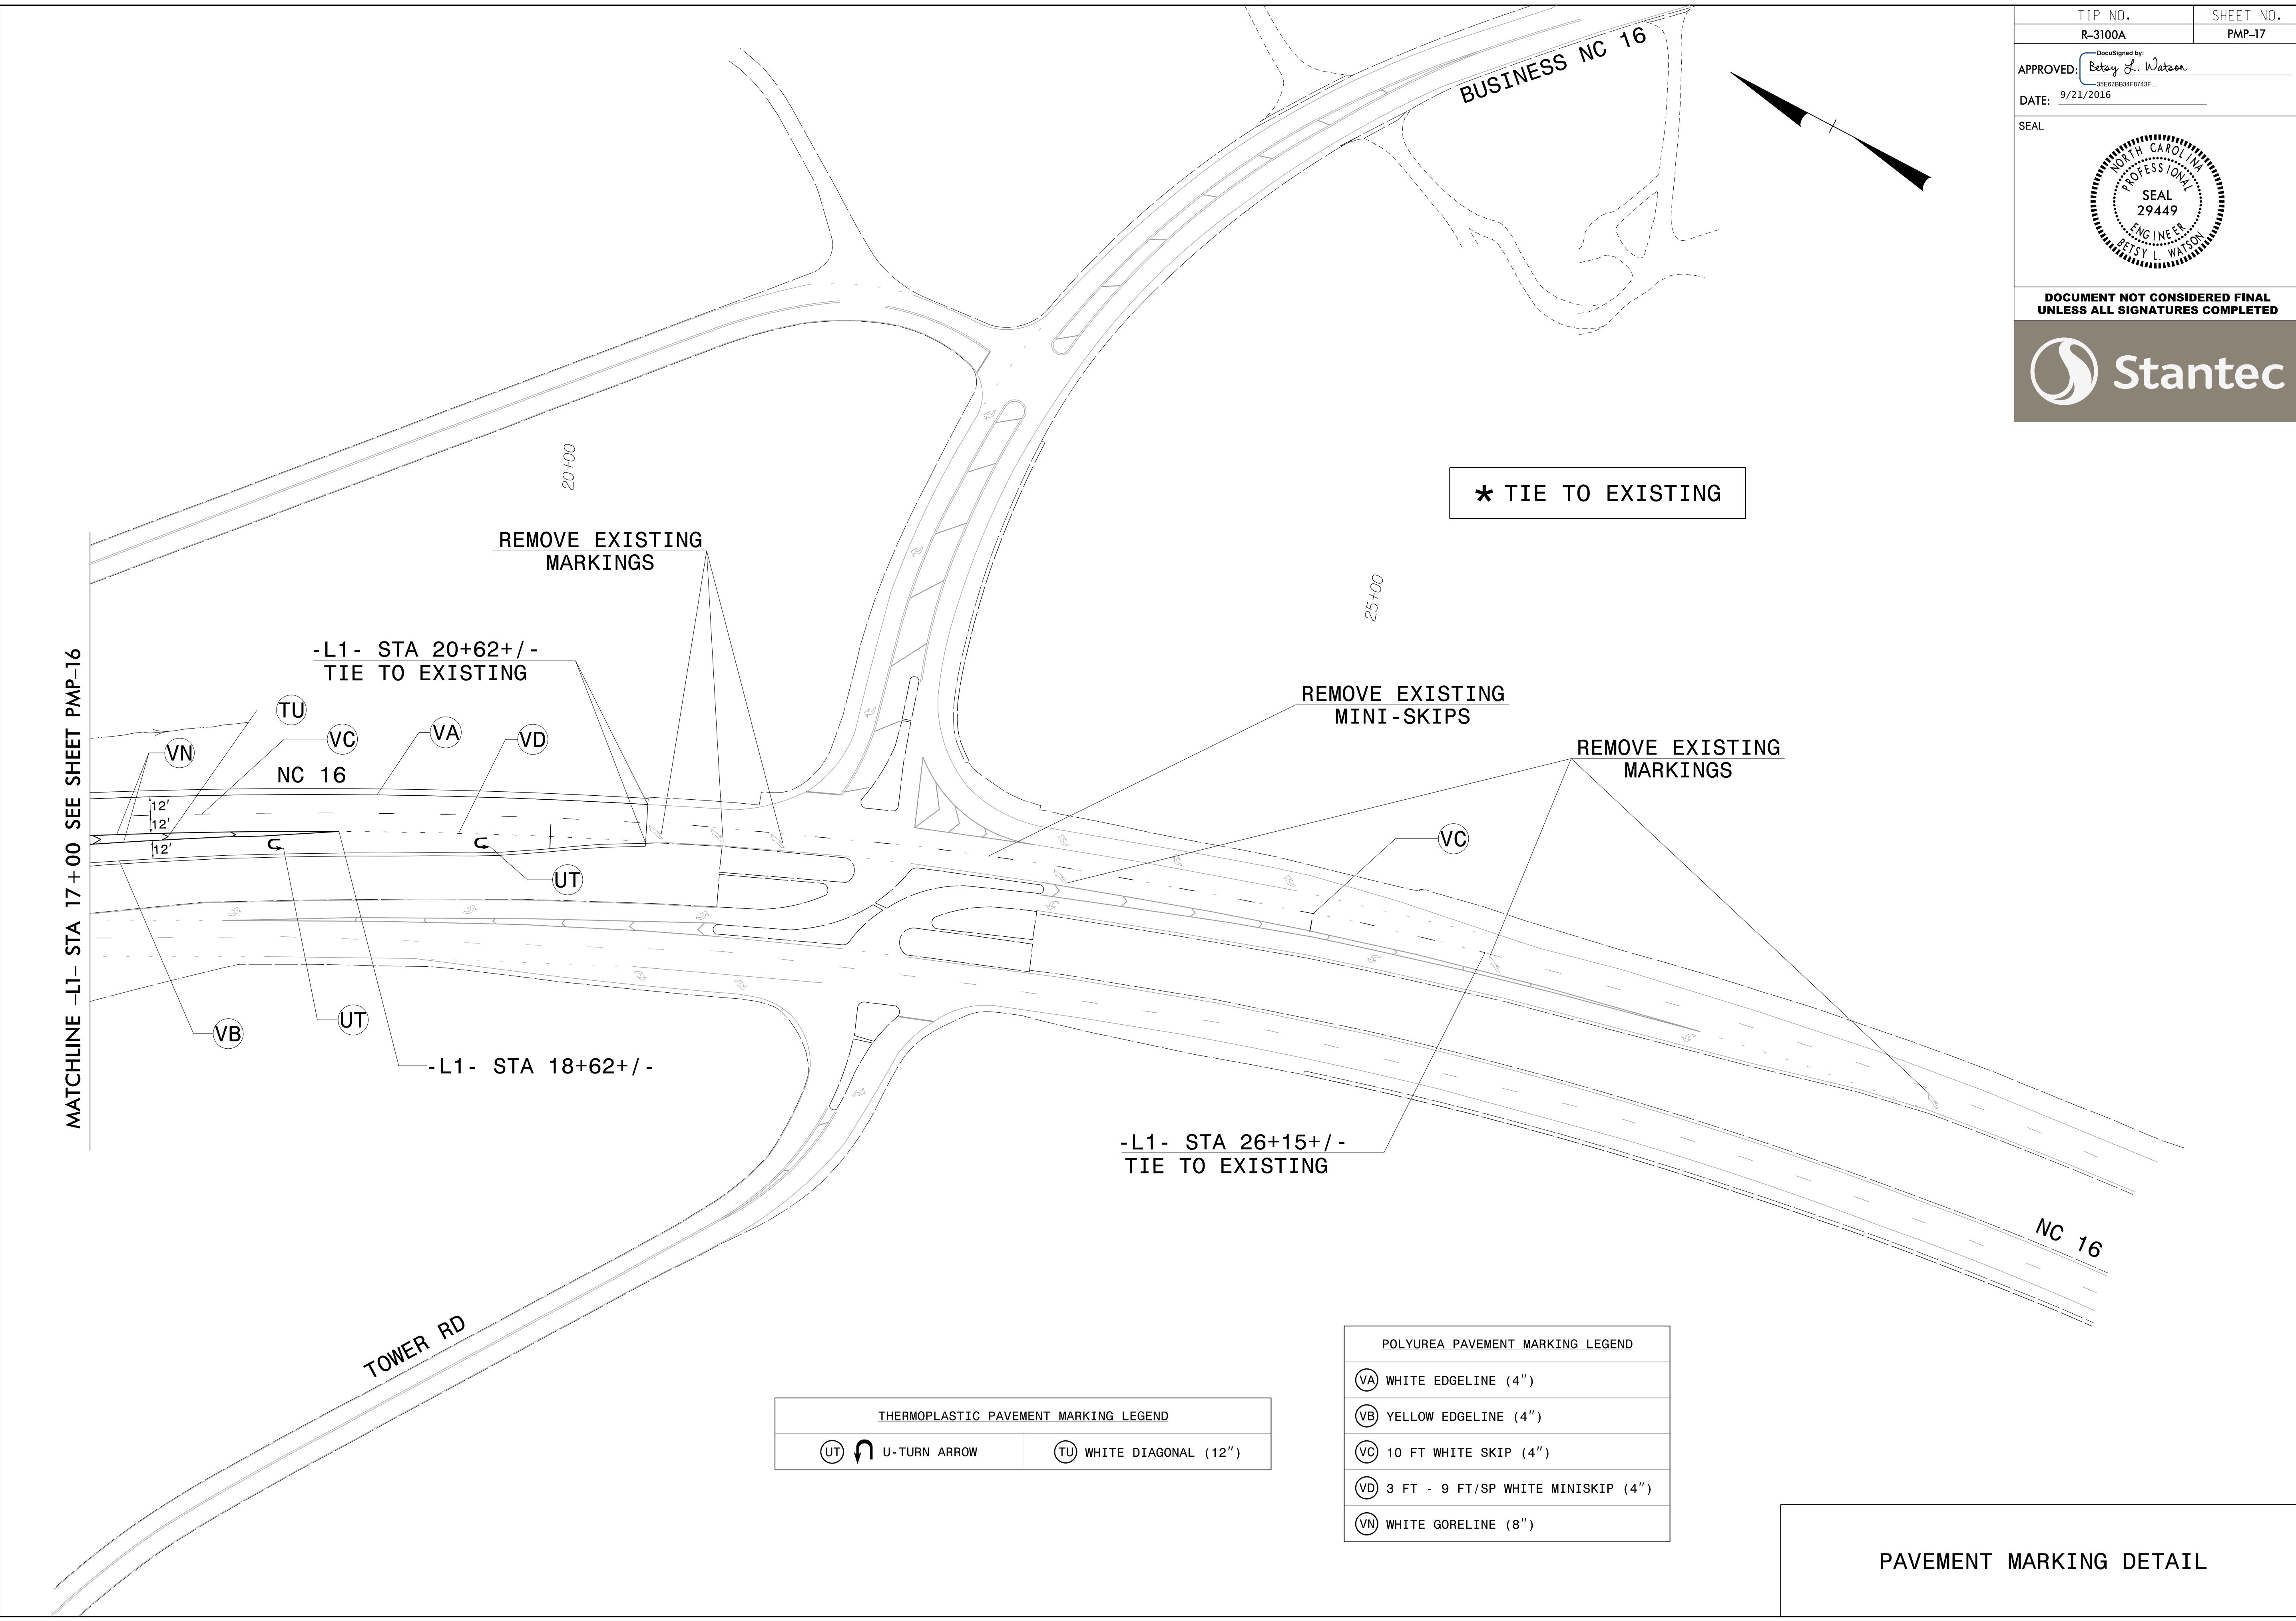 TIP NO. SHEET NO.
R-3100A PMP-17
DocuSigned by:
APPROVED: Betsy L. Watson
35E67BB34F8743F...
DATE: 9/21/2016
SEAL
NORTH CAROLINA
PROFESSIONAL
SEAL
29449
ENGINEER
BETSY L. WATSON
DOCUMENT NOT CONSIDERED FINAL
UNLESS ALL SIGNATURES COMPLETED
Stantec
BUSINESS NC 16
* TIE TO EXISTING
20+00
25+00
REMOVE EXISTING
MARKINGS
-L1- STA 20+62+/-
TIE TO EXISTING
MATCHLINE -L1- STA 17+00 SEE SHEET PMP-16
TU
VN
VC
VA
VD
NC 16
12'
12'
12'
UT
UT
VB
-L1- STA 18+62+/-
REMOVE EXISTING
MINI-SKIPS
REMOVE EXISTING
MARKINGS
VC
-L1- STA 26+15+/-
TIE TO EXISTING
NC 16
TOWER RD
THERMOPLASTIC PAVEMENT MARKING LEGEND
UT U-TURN ARROW
TU WHITE DIAGONAL (12")
POLYUREA PAVEMENT MARKING LEGEND
VA WHITE EDGELINE (4")
VB YELLOW EDGELINE (4")
VC 10 FT WHITE SKIP (4")
VD 3 FT - 9 FT/SP WHITE MINISKIP (4")
VN WHITE GORELINE (8")
PAVEMENT MARKING DETAIL